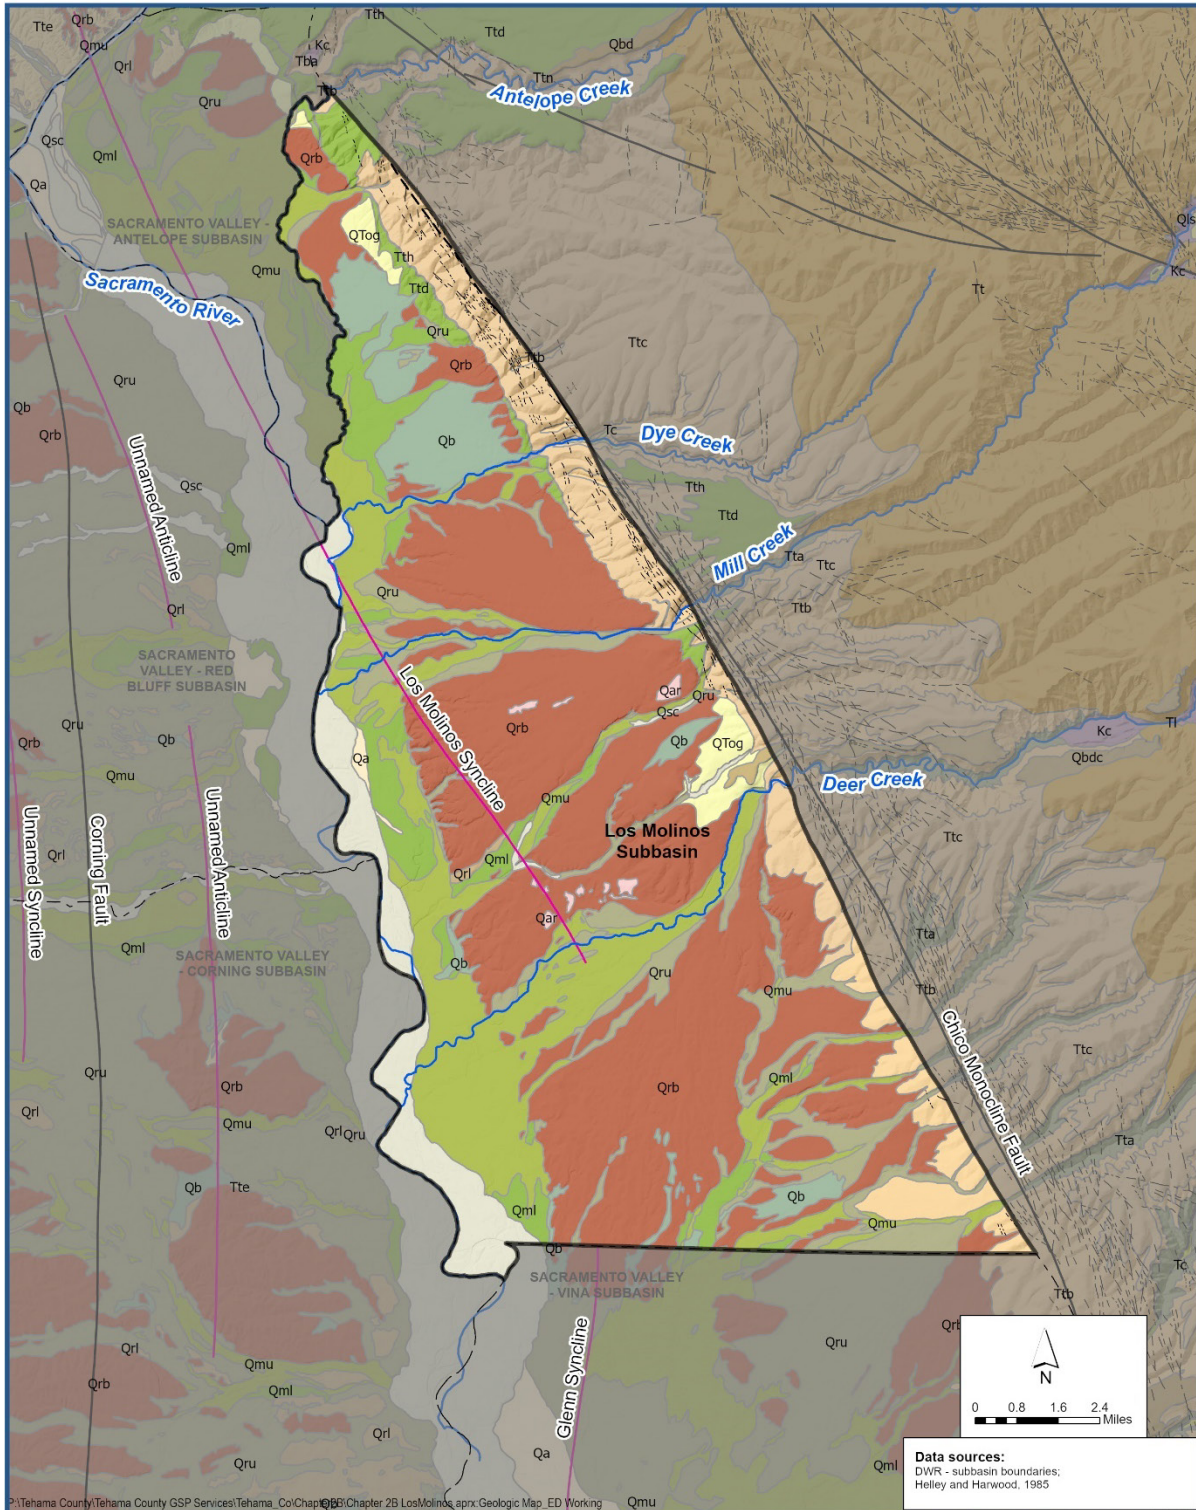 Tte
Qrb
Qmu
Qrl
Tth
Kc
Tba
Ttd
Qbd
Ttn
Antelope Creek
Qru
Qsc
Qml
Qa
Qrb
SACRAMENTO VALLEY -
ANTELOPE SUBBASIN
QTog
Tth
Ttd
Qls
Kc
Tt
Qmu
Sacramento River
Qru
Ttc
Ttb
Qrb
Qru
Qb
Qrb
Qb
Tc
Dye Creek
Unnamed Anticline
Qsc
Qml
Tth
Ttd
Mill Creek
Tta
Ttc
Ttb
Qru
Qrl
SACRAMENTO
VALLEY - RED
BLUFF SUBBASIN
Los Molinos Syncline
Qar
Qru
Qsc
Qrb
Qb
QTog
Kc
Tl
Qbdc
Qru
Qrb
Qb
Qa
Qmu
Deer Creek
Qmu
Los Molinos
Subbasin
Ttc
Unnamed Syncline
Corning Fault
Unnamed Anticline
Qrl
Qml
Qrl
Qar
Qml
SACRAMENTO VALLEY
- CORNING SUBBASIN
Qb
Qru
Qmu
Tta
Ttb
Chico Monocline Fault
Ttc
Qru
Qrb
Qrl
Qmu
Qrl
Qru
Qrb
Qml
Tta
Qb
Tte
Qb
Qml
Qmu
Qb
SACRAMENTO VALLEY
- VINA SUBBASIN
Tc
Ttb
Qrl
Qmu
Qml
Qrb
Glenn Syncline
Qru
Qrb
N
0 0.8 1.6 2.4
Miles
Qrl
Qru
Qa
Qml
Qmu
Data sources:
DWR - subbasin boundaries;
Helley and Harwood, 1985